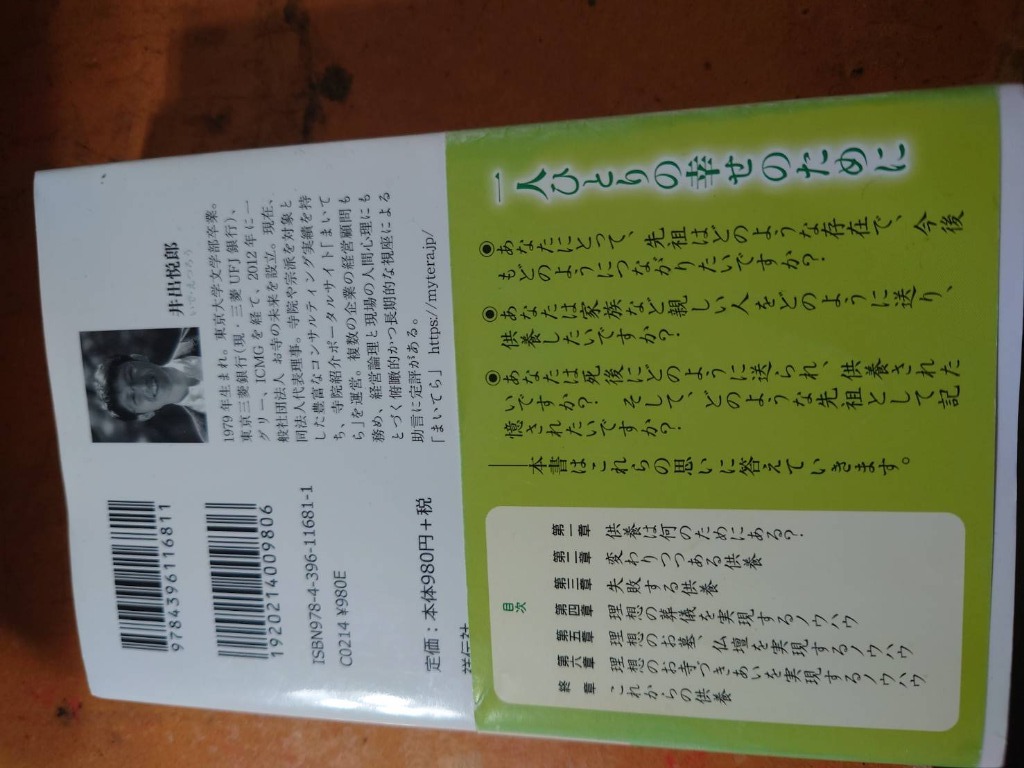 井出悦郎
いでえつろう
1979年生まれ。東京大学文学部卒業。
東京三菱銀行(現・三菱UFJ銀行)、
グリー、ICMGを経て、2012年に一
般社団法人 お寺の未来を設立。現在、
同法人代表理事。寺院や宗派を対象と
した豊富なコンサルティング実績を持
ち、寺院紹介ポータルサイト「まいて
ら」を運営。複数の企業の経営顧問も
務め、経営論理と現場の人間心理にも
とづく俯瞰的かつ長期的な視座による
助言に定評がある。
「まいてら」 https://mytera.jp/
9784396116811
1920214009806
ISBN978-4-396-11681-1
C0214 ¥980E
定価:本体980円+税
祥伝社
一人ひとりの幸せのために
◉あなたにとって、先祖はどのような存在で、今後
もどのようにつながりたいですか?
◉あなたは家族など親しい人をどのように送り、
供養したいですか?
◉あなたは死後にどのように送られ、供養された
いですか? そして、どのような先祖として記
憶されたいですか?
――本書はこれらの思いに答えていきます。
目次
第一章 供養は何のためにある?
第二章 変わりつつある供養
第三章 失敗する供養
第四章 理想の葬儀を実現するノウハウ
第五章 理想のお墓、仏壇を実現するノウハウ
第六章 理想のお寺づきあいを実現するノウハウ
終 章 これからの供養